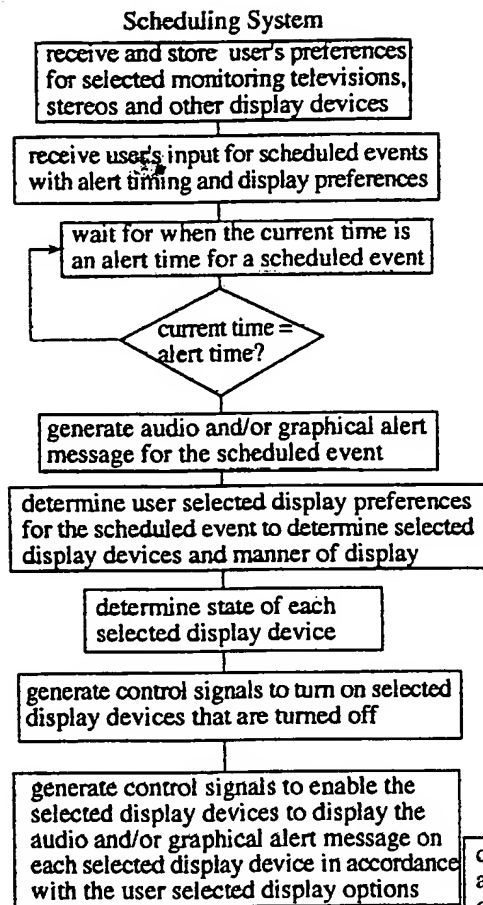 Scheduling System
receive and store user's preferences
for selected monitoring televisions,
stereos and other display devices
receive user's input for scheduled events
with alert timing and display preferences
wait for when the current time is
an alert time for a scheduled event
current time =
alert time?
generate audio and/or graphical alert
message for the scheduled event
determine user selected display preferences
for the scheduled event to determine selected
display devices and manner of display
determine state of each
selected display device
generate control signals to turn on selected
display devices that are turned off
generate control signals to enable the
selected display devices to display the
audio and/or graphical alert message on
each selected display device in accordance
with the user selected display options